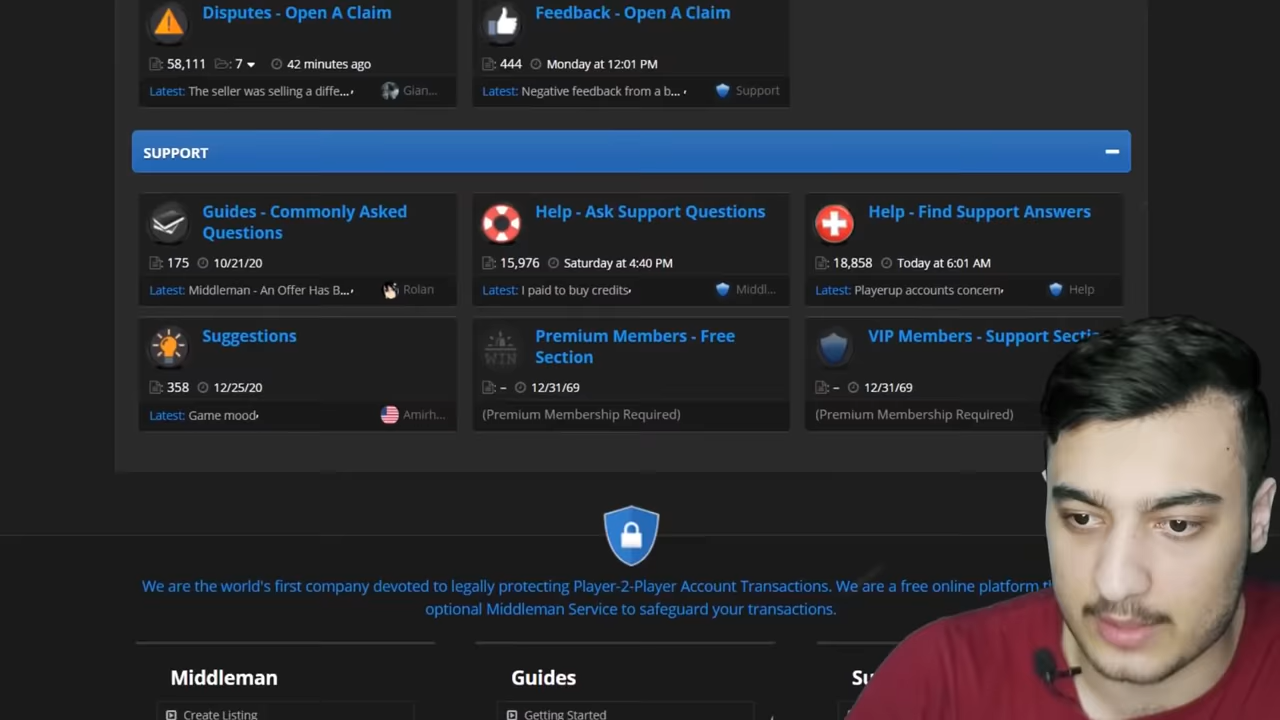 Disputes - Open A Claim
Feedback - Open A Claim
58,111 : 7 42 minutes ago
: 444 Monday at 12:01 PM
Latest: The seller was selling a diffe... Gian...
Latest: Negative feedback from a b... Support
SUPPORT
Guides - Commonly Asked
Questions
Help - Ask Support Questions
Help - Find Support Answers
: 175 10/21/20
: 15,976 Saturday at 4:40 PM
: 18,858 Today at 6:01 AM
Latest: Middleman - An Offer Has B... Rolan
Latest: I paid to buy credits Middl...
Latest: Playerup accounts concern Help
Suggestions
Premium Members - Free
Section
VIP Members - Support
: 358 12/25/20
: – 12/31/69
: – 12/31/69
Latest: Game mood Amirh...
(Premium Membership Required)
(Premium Membership Required)
WIN
We are the world's first company devoted to legally protecting Player-2-Player Account Transactions. We are a free online platform
optional Middleman Service to safeguard your transactions.
Middleman
Guides
Create Listing
Getting Started